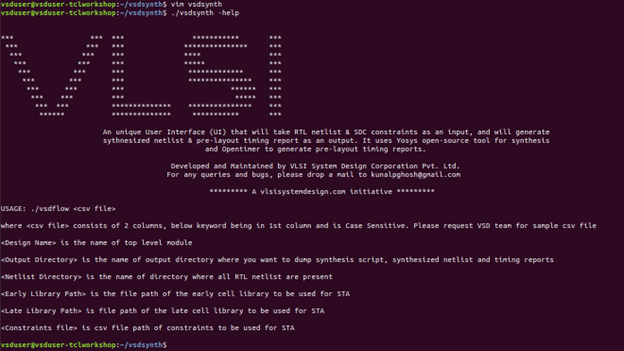 vsduser@vsduser-tclworkshop:~/vsdsynth$ vim vsdsynth
vsduser@vsduser-tclworkshop:~/vsdsynth$ ./vsdsynth -help
VLSI
An unique User Interface (UI) that will take RTL netlist & SDC constraints as an input, and will generate
sythnesized netlist & pre-layout timing report as an output. It uses Yosys open-source tool for synthesis
and Opentimer to generate pre-layout timing reports.
Developed and Maintained by VLSI System Design Corporation Pvt. Ltd.
For any queries and bugs, please drop a mail to kunalpghosh@gmail.com
********* A vlsisystemdesign.com initiative *********
USAGE: ./vsdflow <csv file>
where <csv file> consists of 2 columns, below keyword being in 1st column and is Case Sensitive. Please request VSD team for sample csv file
<Design Name> is the name of top level module
<Output Directory> is the name of output directory where you want to dump synthesis script, synthesized netlist and timing reports
<Netlist Directory> is the name of directory where all RTL netlist are present
<Early Library Path> is the file path of the early cell library to be used for STA
<Late Library Path> is file path of the late cell library to be used for STA
<Constraints file> is csv file path of constraints to be used for STA
vsduser@vsduser-tclworkshop:~/vsdsynth$